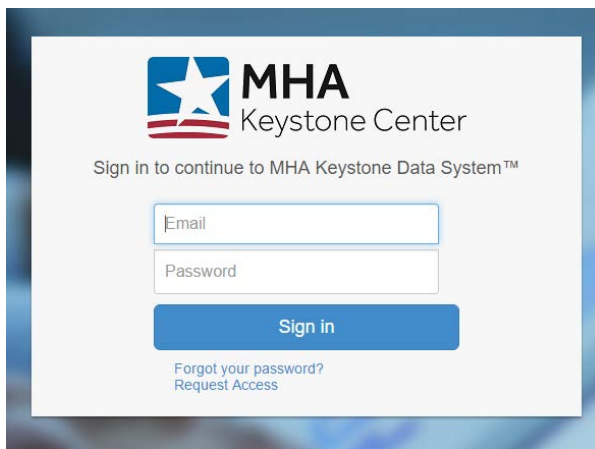 MHA
Keystone Center
Sign in to continue to MHA Keystone Data System™
Email
Password
Sign in
Forgot your password?
Request Access